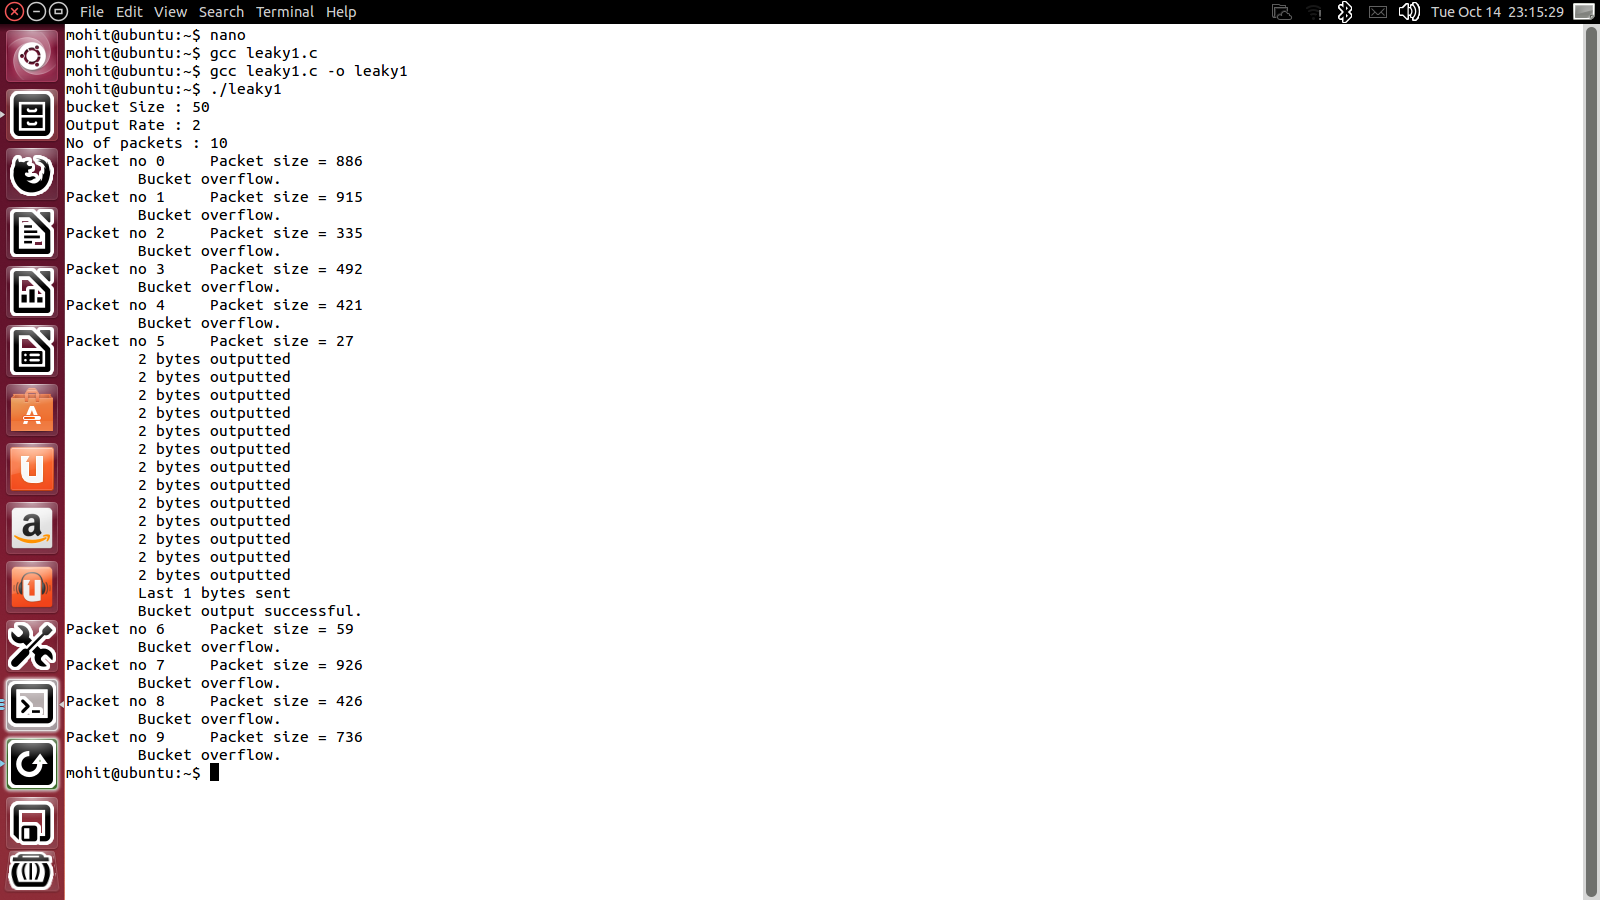 File Edit View Search Terminal Help
Tue Oct 14 23:15:29
mohit@ubuntu:~$ nano
mohit@ubuntu:~$ gcc leaky1.c
mohit@ubuntu:~$ gcc leaky1.c -o leaky1
mohit@ubuntu:~$ ./leaky1
bucket Size : 50
Output Rate : 2
No of packets : 10
Packet no 0     Packet size = 886
        Bucket overflow.
Packet no 1     Packet size = 915
        Bucket overflow.
Packet no 2     Packet size = 335
        Bucket overflow.
Packet no 3     Packet size = 492
        Bucket overflow.
Packet no 4     Packet size = 421
        Bucket overflow.
Packet no 5     Packet size = 27
        2 bytes outputted
        2 bytes outputted
        2 bytes outputted
        2 bytes outputted
        2 bytes outputted
        2 bytes outputted
        2 bytes outputted
        2 bytes outputted
        2 bytes outputted
        2 bytes outputted
        2 bytes outputted
        2 bytes outputted
        2 bytes outputted
        Last 1 bytes sent
        Bucket output successful.
Packet no 6     Packet size = 59
        Bucket overflow.
Packet no 7     Packet size = 926
        Bucket overflow.
Packet no 8     Packet size = 426
        Bucket overflow.
Packet no 9     Packet size = 736
        Bucket overflow.
mohit@ubuntu:~$